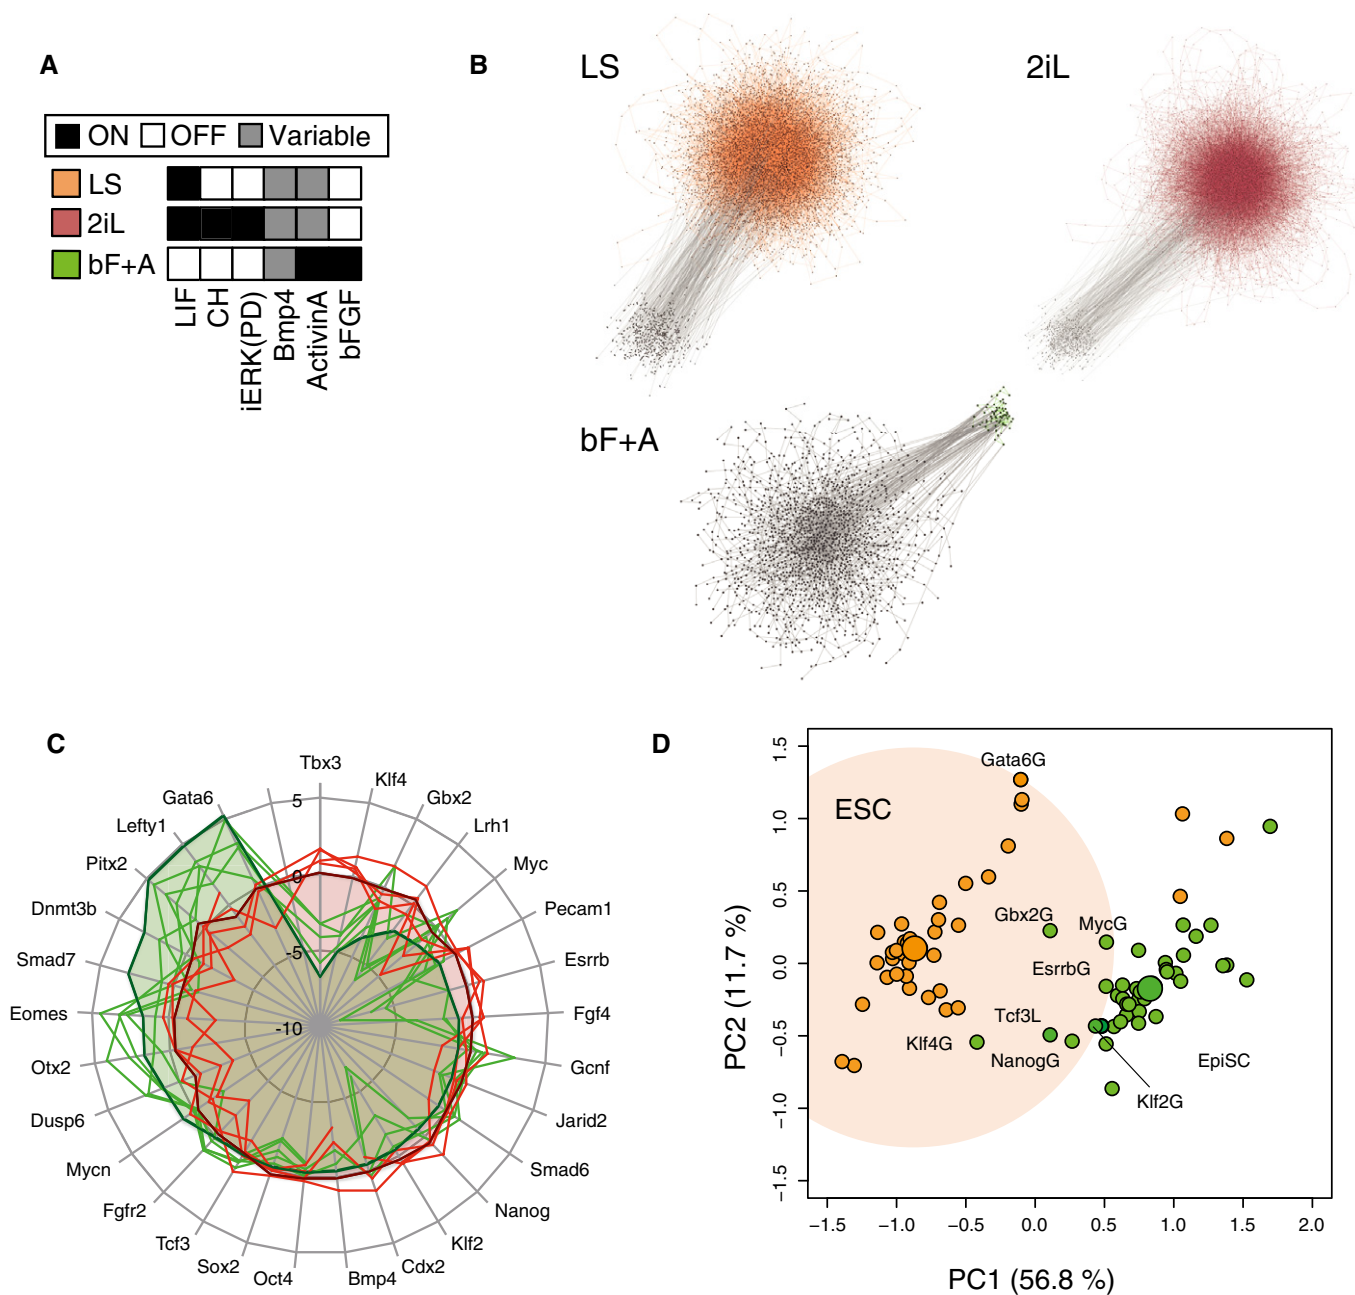 A
ON OFF Variable
LS
2iL
bF+A
LIF
CH
iERK(PD)
Bmp4
ActivinA
bFGF
B
LS
2iL
bF+A
C
Tbx3
Klf4
Gbx2
Lrh1
Myc
Pecam1
Esrrb
Fgf4
Gcnf
Jarid2
Smad6
Nanog
Klf2
Cdx2
Bmp4
Oct4
Sox2
Tcf3
Fgfr2
Mycn
Dusp6
Otx2
Eomes
Smad7
Dnmt3b
Pitx2
Lefty1
Gata6
5
0
-5
-10
D
ESC
Gata6G
Gbx2G
MycG
EsrrbG
Tcf3L
Klf4G
NanogG
EpiSC
Klf2G
PC2 (11.7 %)
1.5
1.0
0.5
0.0
−0.5
−1.0
−1.5
−1.5 −1.0 −0.5 0.0 0.5 1.0 1.5 2.0
PC1 (56.8 %)